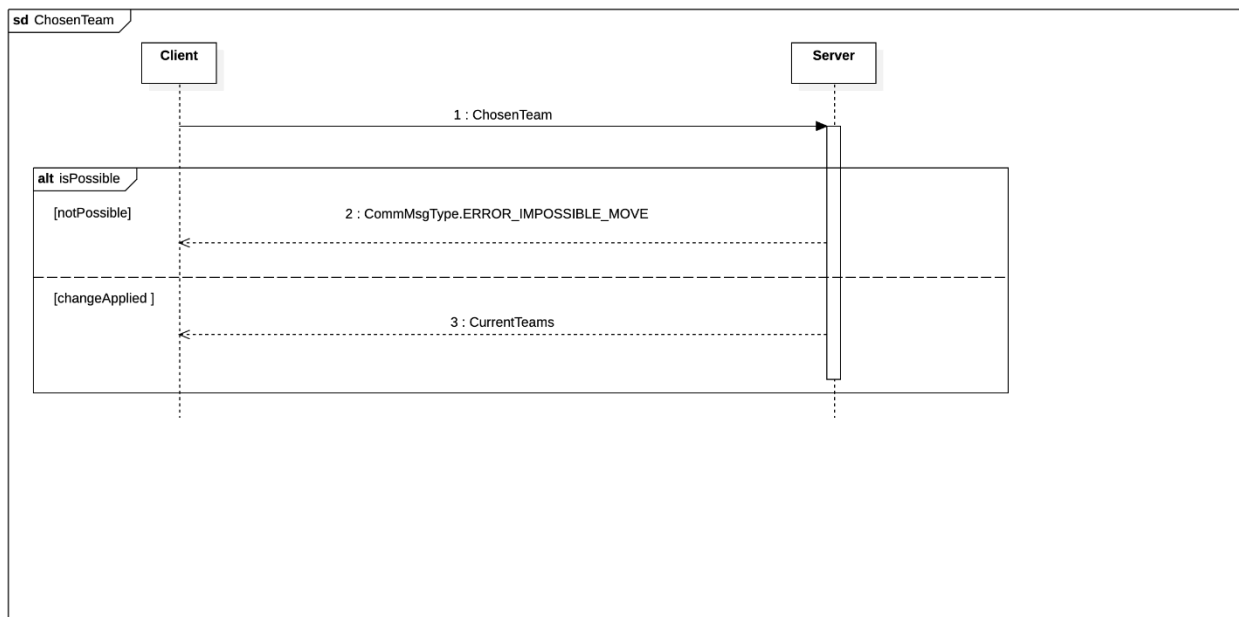 sd ChosenTeam
Client
Server
1 : ChosenTeam
alt isPossible
[notPossible]
2 : CommMsgType.ERROR_IMPOSSIBLE_MOVE
[changeApplied ]
3 : CurrentTeams